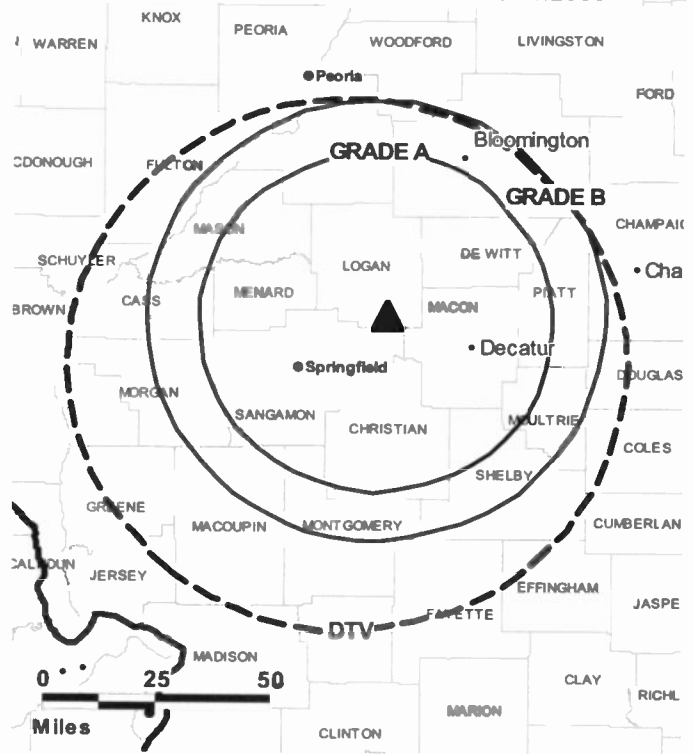 KNOX
PEORIA
WARREN
WOODFORD
LIVINGSTON
Peoria
FORD
Bloomington
GRADE A
CDONOUGH
FULTON
GRADE B
CHAMPAIG
MASON
DE WITT
SCHUYLER
LOGAN
Cha
MENARD
PIATT
CASS
MACON
BROWN
Decatur
Springfield
DOUGLAS
MORGAN
SANGAMON
MOULTRIE
CHRISTIAN
COLES
SHELBY
GREENE
MACOUPIN
MONTGOMERY
CUMBERLAN
CALHOUN
JERSEY
EFFINGHAM
JASPE
FAYETTE
DTV
MADISON
0 25 50
CLAY
RICHL
Miles
MARION
CLINTON